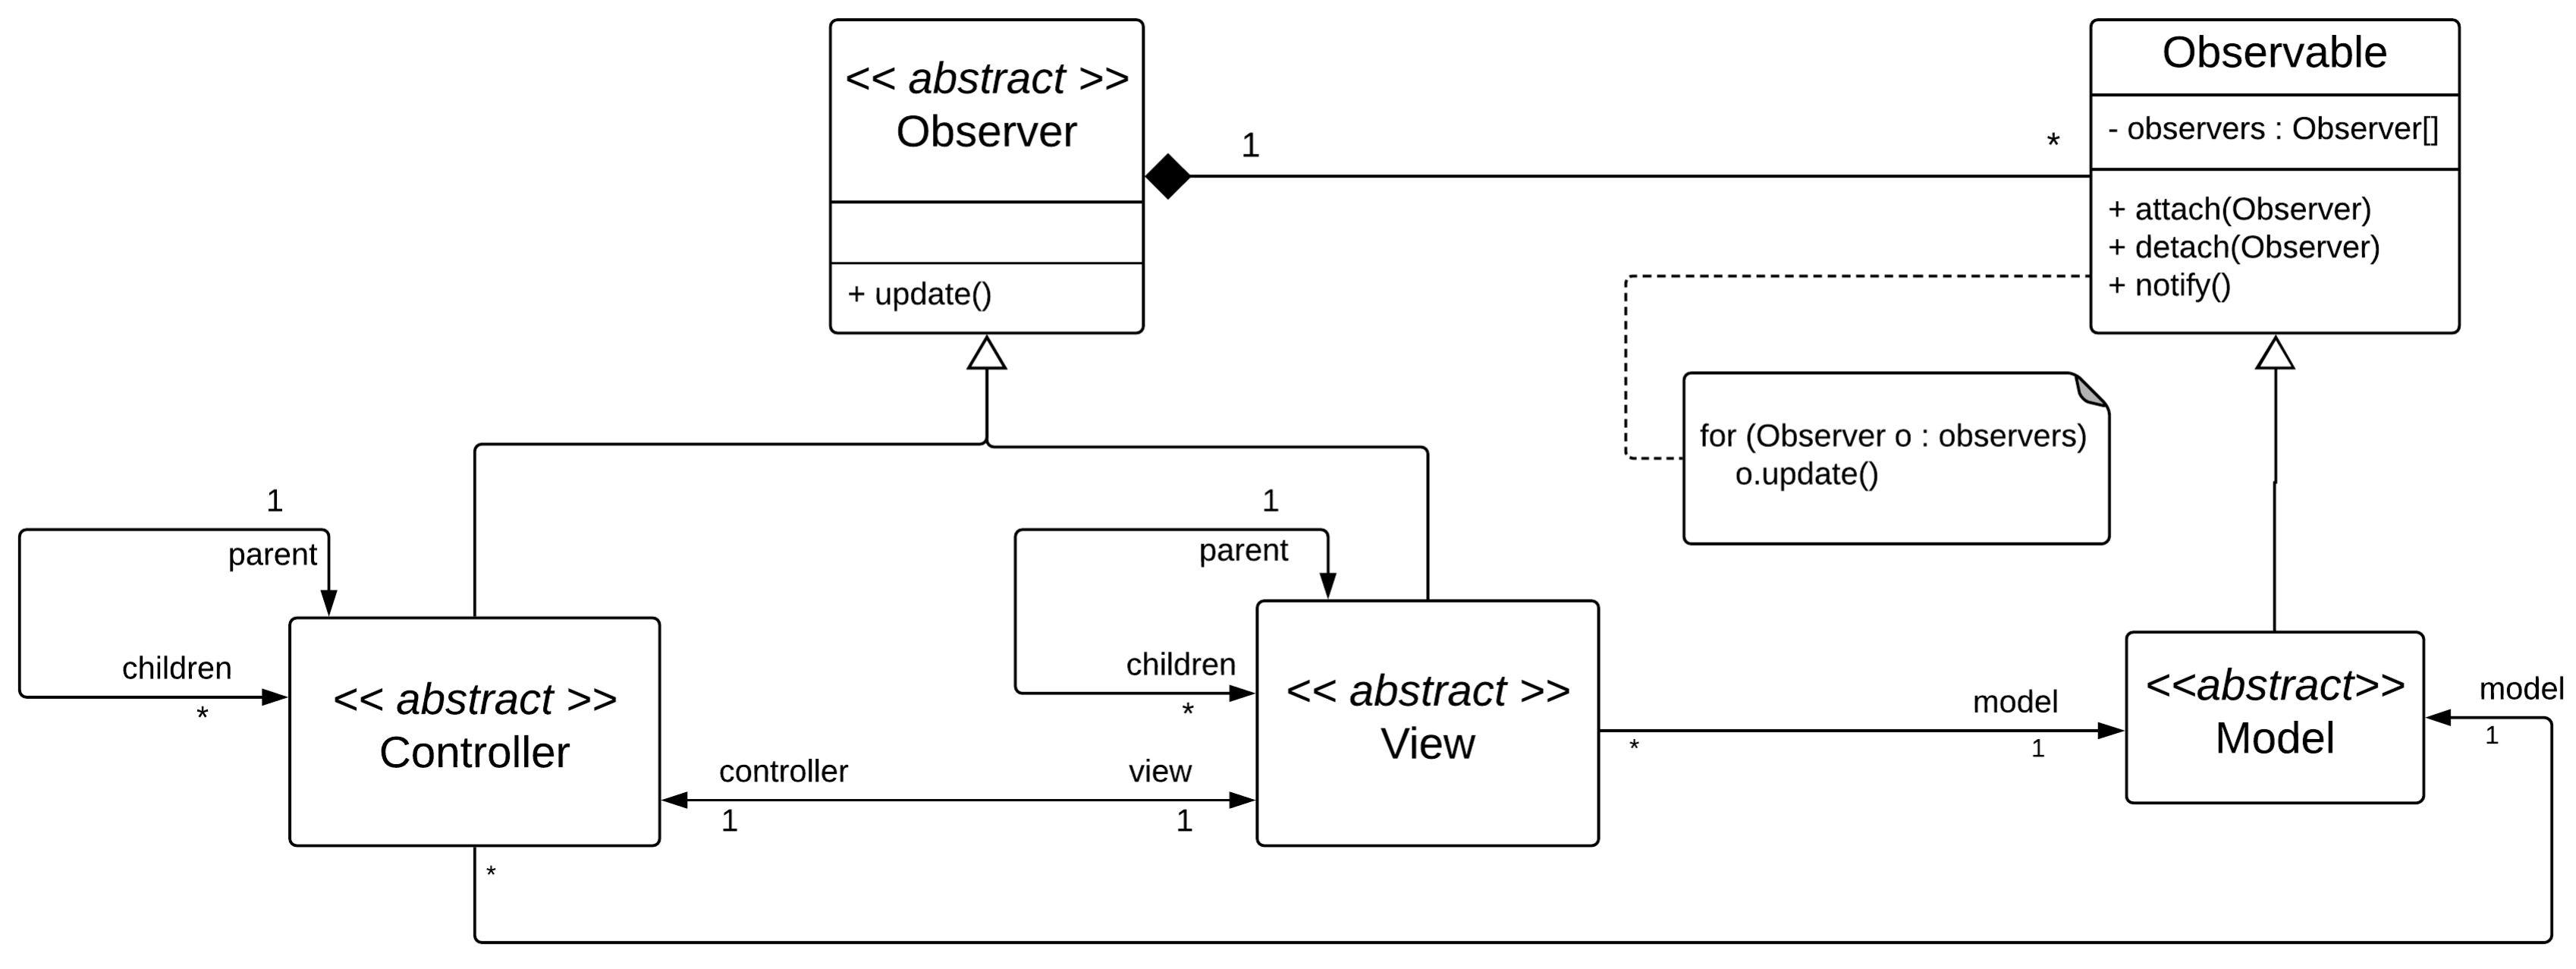 << abstract >>
Observer
+ update()
1
*
Observable
- observers : Observer[]
+ attach(Observer)
+ detach(Observer)
+ notify()
for (Observer o : observers)
o.update()
1
parent
children
*
<< abstract >>
Controller
1
parent
children
*
<< abstract >>
View
controller
1
view
1
*
model
1
<<abstract>>
Model
model
1
*